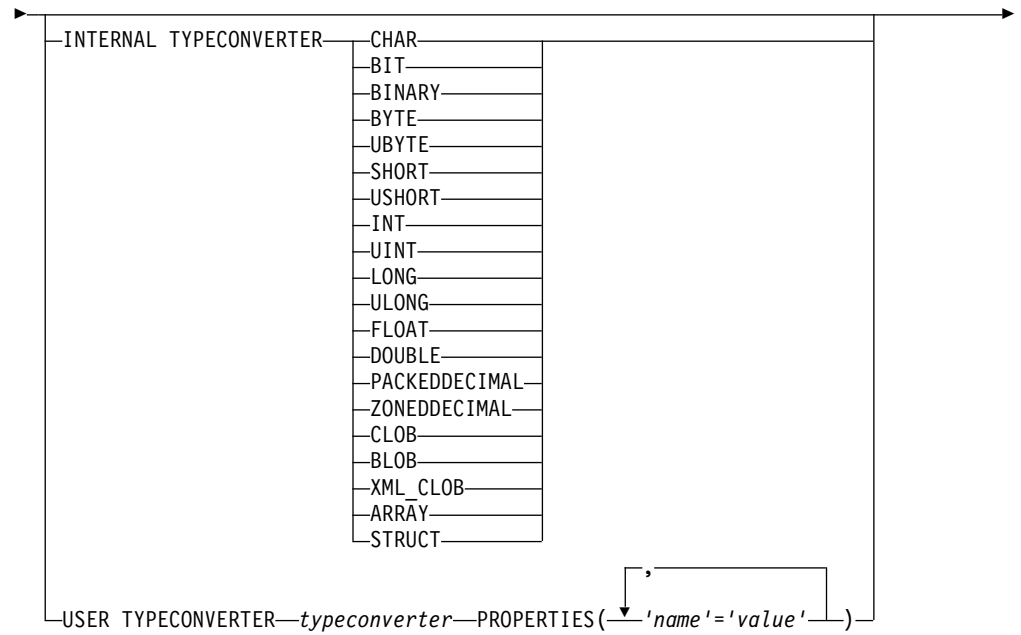 INTERNAL TYPECONVERTER CHAR
BIT
BINARY
BYTE
UBYTE
SHORT
USHORT
INT
UINT
LONG
ULONG
FLOAT
DOUBLE
PACKEDDECIMAL
ZONEDDECIMAL
CLOB
BLOB
XML_CLOB
ARRAY
STRUCT
,
USER TYPECONVERTER typeconverter PROPERTIES( 'name'='value' )